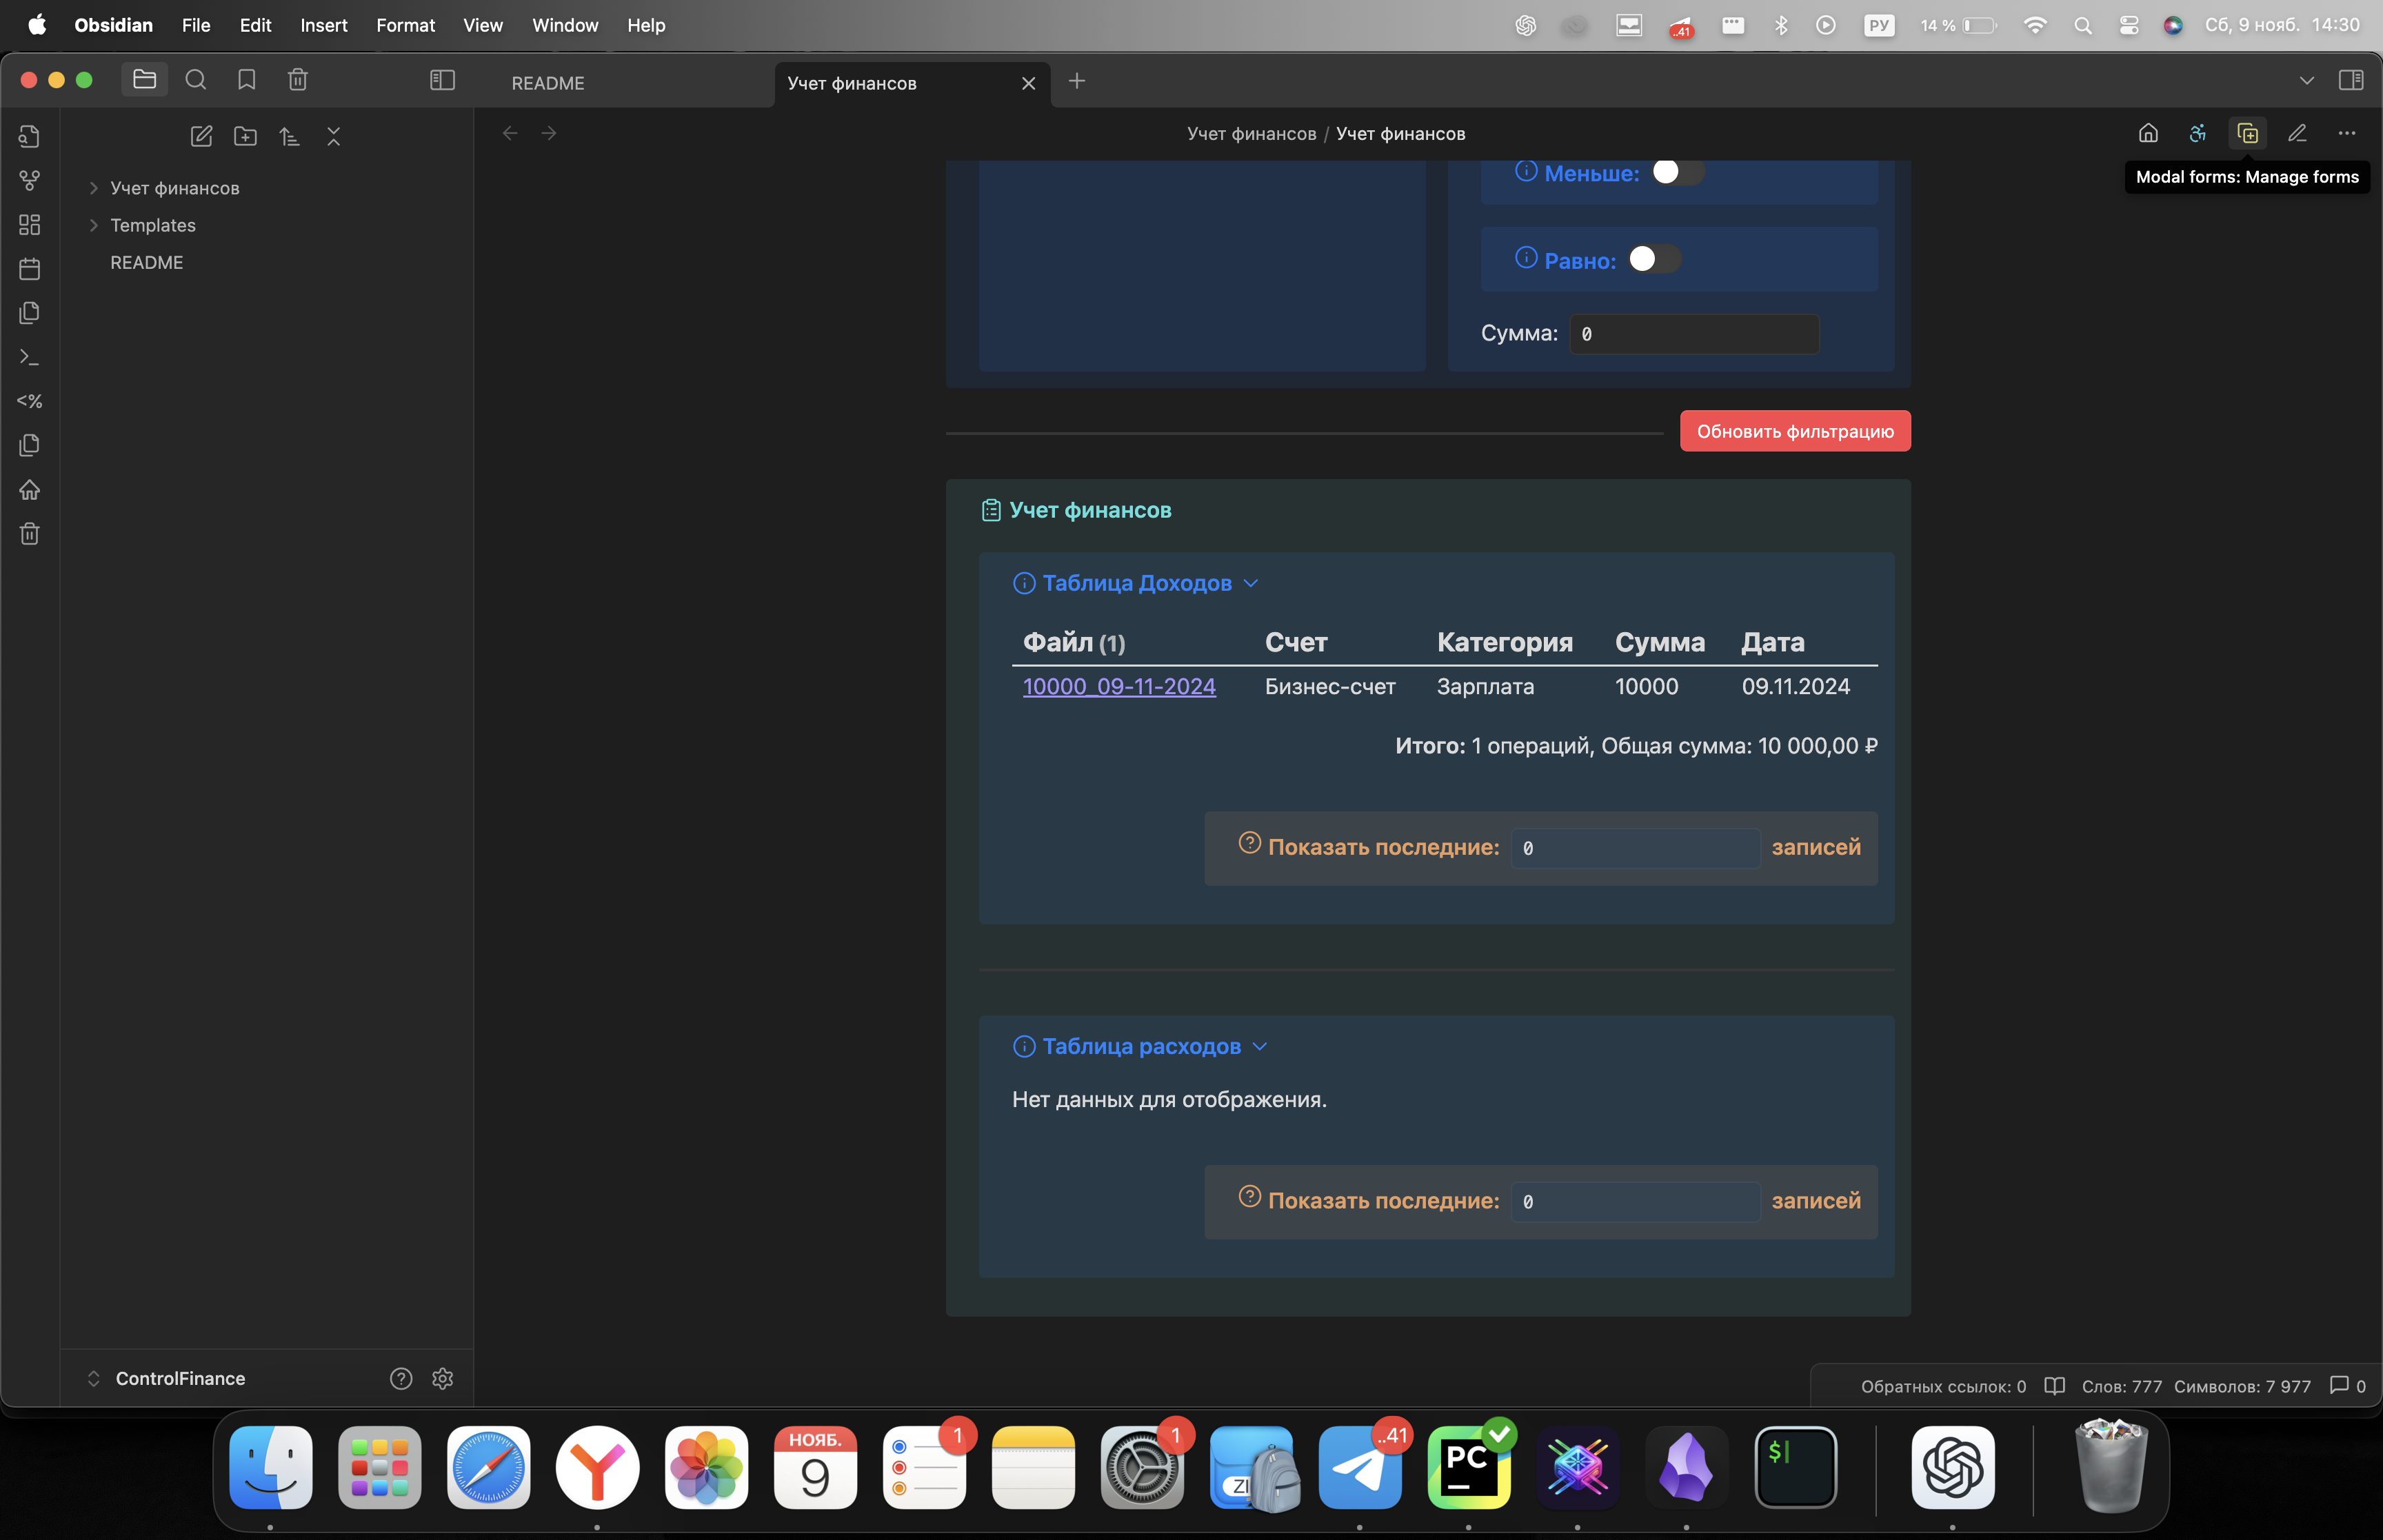 Obsidian File Edit Insert Format View Window Help ..41 РУ 14 % Сб, 9 нояб. 14:30
README Учет финансов
Учет финансов / Учет финансов
Modal forms: Manage forms
Учет финансов
Templates
README
<%
Меньше:
Равно:
Сумма: 0
Обновить фильтрацию
Учет финансов
Таблица Доходов
Файл (1) Счет Категория Сумма Дата
10000_09-11-2024 Бизнес-счет Зарплата 10000 09.11.2024
Итого: 1 операций, Общая сумма: 10 000,00 ₽
Показать последние: 0 записей
Таблица расходов
Нет данных для отображения.
Показать последние: 0 записей
ControlFinance
Обратных ссылок: 0 Слов: 777 Символов: 7 977 0
НОЯБ. 1 1 ..41
9 ZI PC $